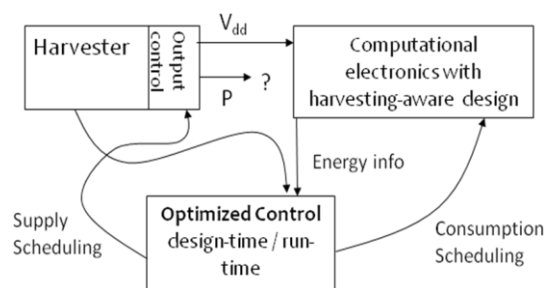 Harvester
Output
control
V_dd
P
?
Computational
electronics with
harvesting-aware design
Energy info
Supply
Scheduling
Optimized Control
design-time / run-
time
Consumption
Scheduling